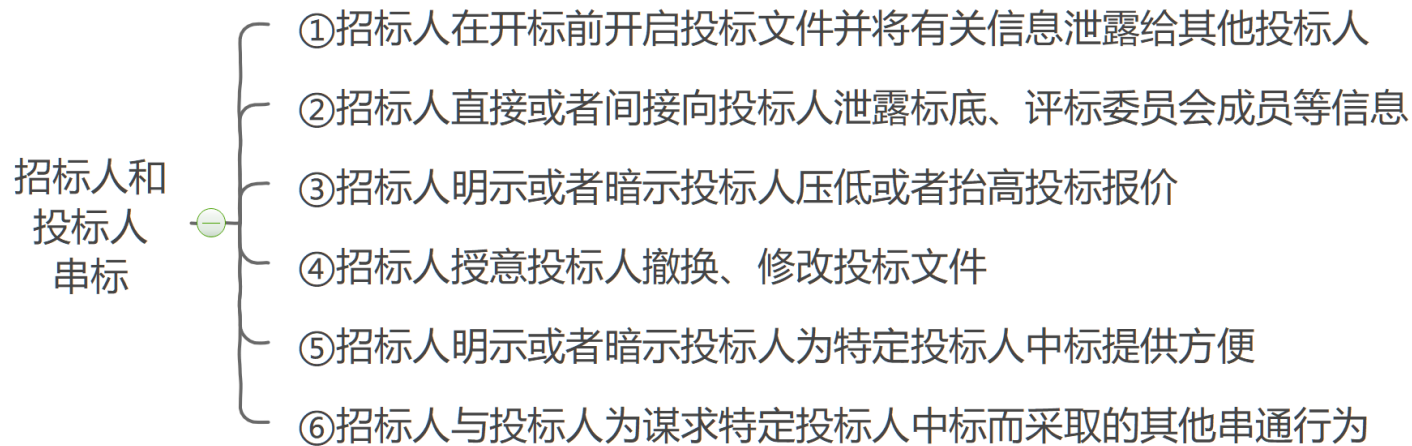 招标人和
投标人
串标
①招标人在开标前开启投标文件并将有关信息泄露给其他投标人
②招标人直接或者间接向投标人泄露标底、评标委员会成员等信息
③招标人明示或者暗示投标人压低或者抬高投标报价
④招标人授意投标人撤换、修改投标文件
⑤招标人明示或者暗示投标人为特定投标人中标提供方便
⑥招标人与投标人为谋求特定投标人中标而采取的其他串通行为